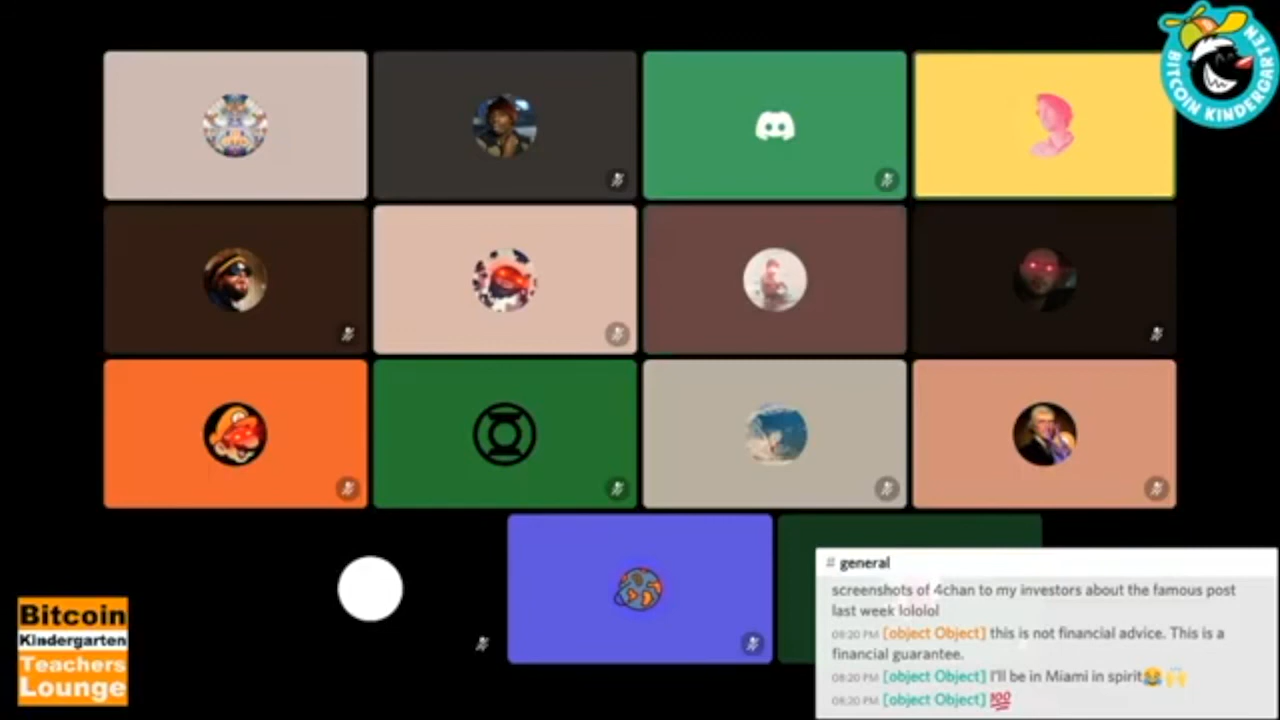 BITCOIN KINDERGARTEN
# general
screenshots of 4chan to my investors about the famous post
last week lololol
08:20 PM [object Object] this is not financial advice. This is a
financial guarantee.
08:20 PM [object Object] I'll be in Miami in spirit😂🙌
08:20 PM [object Object] 💯
Bitcoin
Kindergarten
Teachers
Lounge